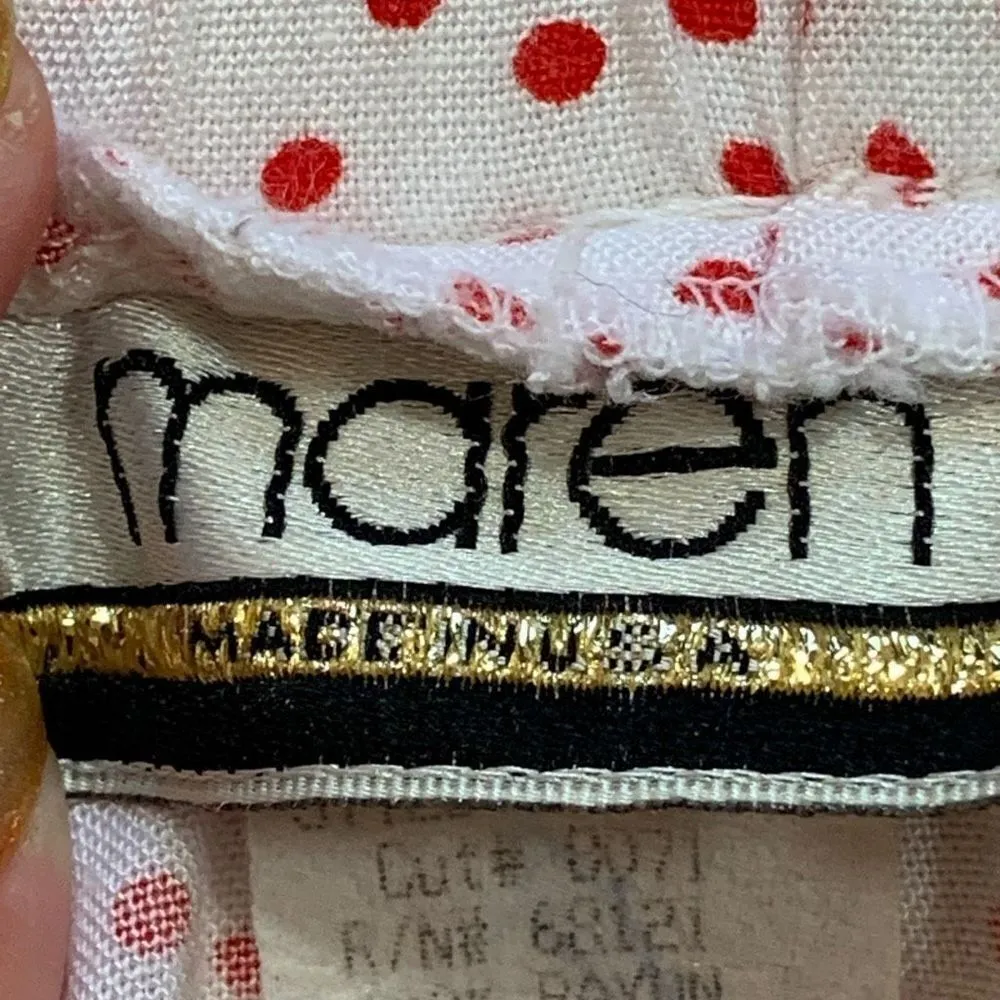 maren
MADE IN U S A
Cut# 0071
R/N# 68121
RAYON